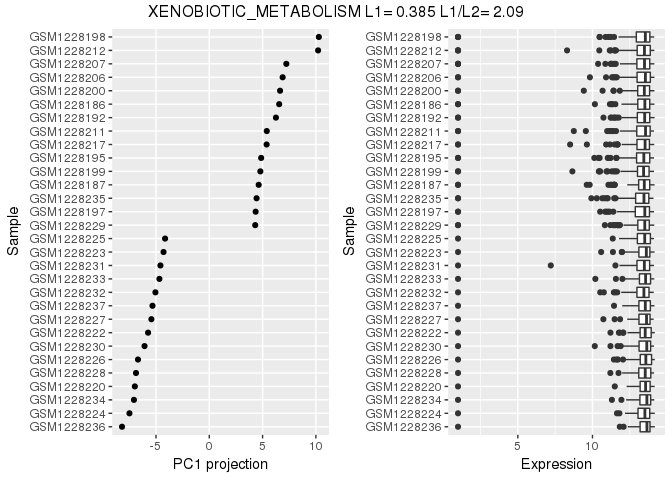 XENOBIOTIC_METABOLISM L1= 0.385 L1/L2= 2.09
Sample
GSM1228198
GSM1228212
GSM1228207
GSM1228206
GSM1228200
GSM1228186
GSM1228192
GSM1228211
GSM1228217
GSM1228195
GSM1228199
GSM1228187
GSM1228235
GSM1228197
GSM1228229
GSM1228225
GSM1228223
GSM1228231
GSM1228233
GSM1228232
GSM1228237
GSM1228227
GSM1228222
GSM1228230
GSM1228226
GSM1228228
GSM1228220
GSM1228234
GSM1228224
GSM1228236
-5 0 5 10
PC1 projection
Sample
GSM1228198
GSM1228212
GSM1228207
GSM1228206
GSM1228200
GSM1228186
GSM1228192
GSM1228211
GSM1228217
GSM1228195
GSM1228199
GSM1228187
GSM1228235
GSM1228197
GSM1228229
GSM1228225
GSM1228223
GSM1228231
GSM1228233
GSM1228232
GSM1228237
GSM1228227
GSM1228222
GSM1228230
GSM1228226
GSM1228228
GSM1228220
GSM1228234
GSM1228224
GSM1228236
5 10
Expression